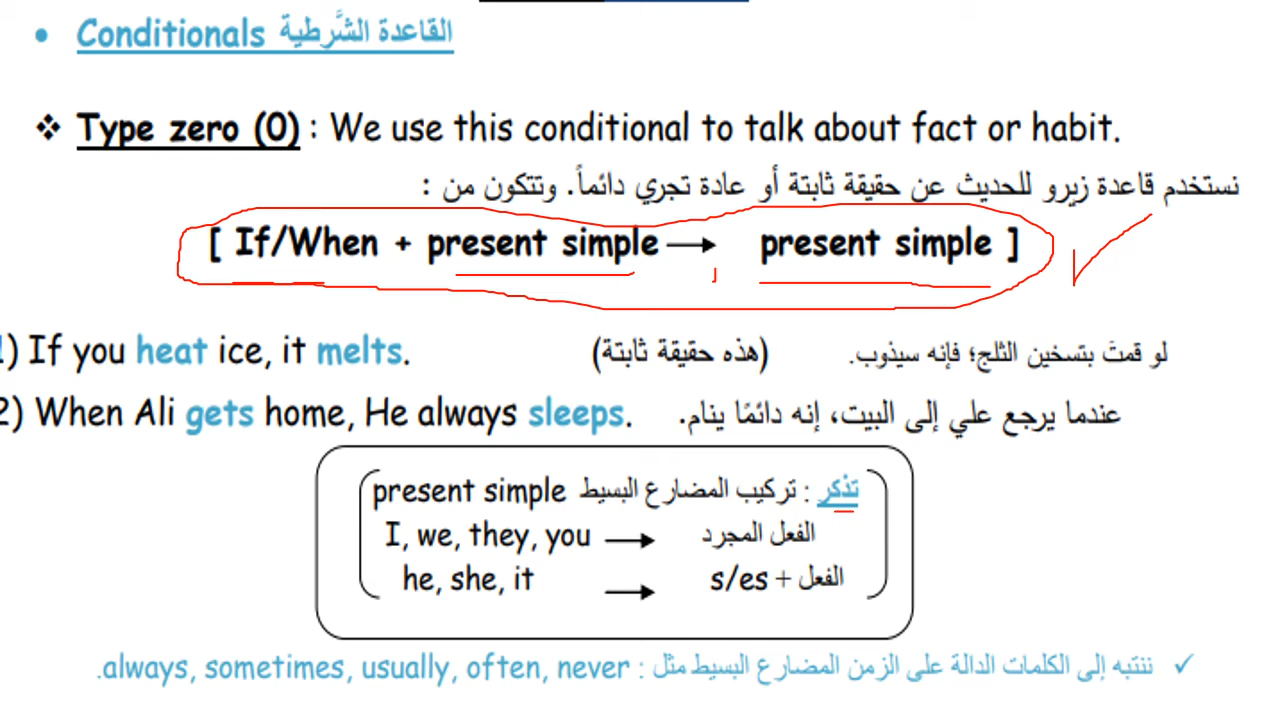 • Conditionals القاعدة الشَّرطية
❖ Type zero (0) : We use this conditional to talk about fact or habit.
نستخدم قاعدة زيرو للحديث عن حقيقة ثابتة أو عادة تجري دائماً. وتتكون من :
[ If/When + present simple → present simple ]
) If you heat ice, it melts. (هذه حقيقة ثابتة) لو قمتَ بتسخين الثلج؛ فإنه سيذوب.
2) When Ali gets home, He always sleeps. عندما يرجع علي إلى البيت، إنه دائمًا ينام.
تذكر : تركيب المضارع البسيط present simple
I, we, they, you → الفعل المجرد
he, she, it → الفعل + s/es
✓ ننتبه إلى الكلمات الدالة على الزمن المضارع البسيط مثل : always, sometimes, usually, often, never.